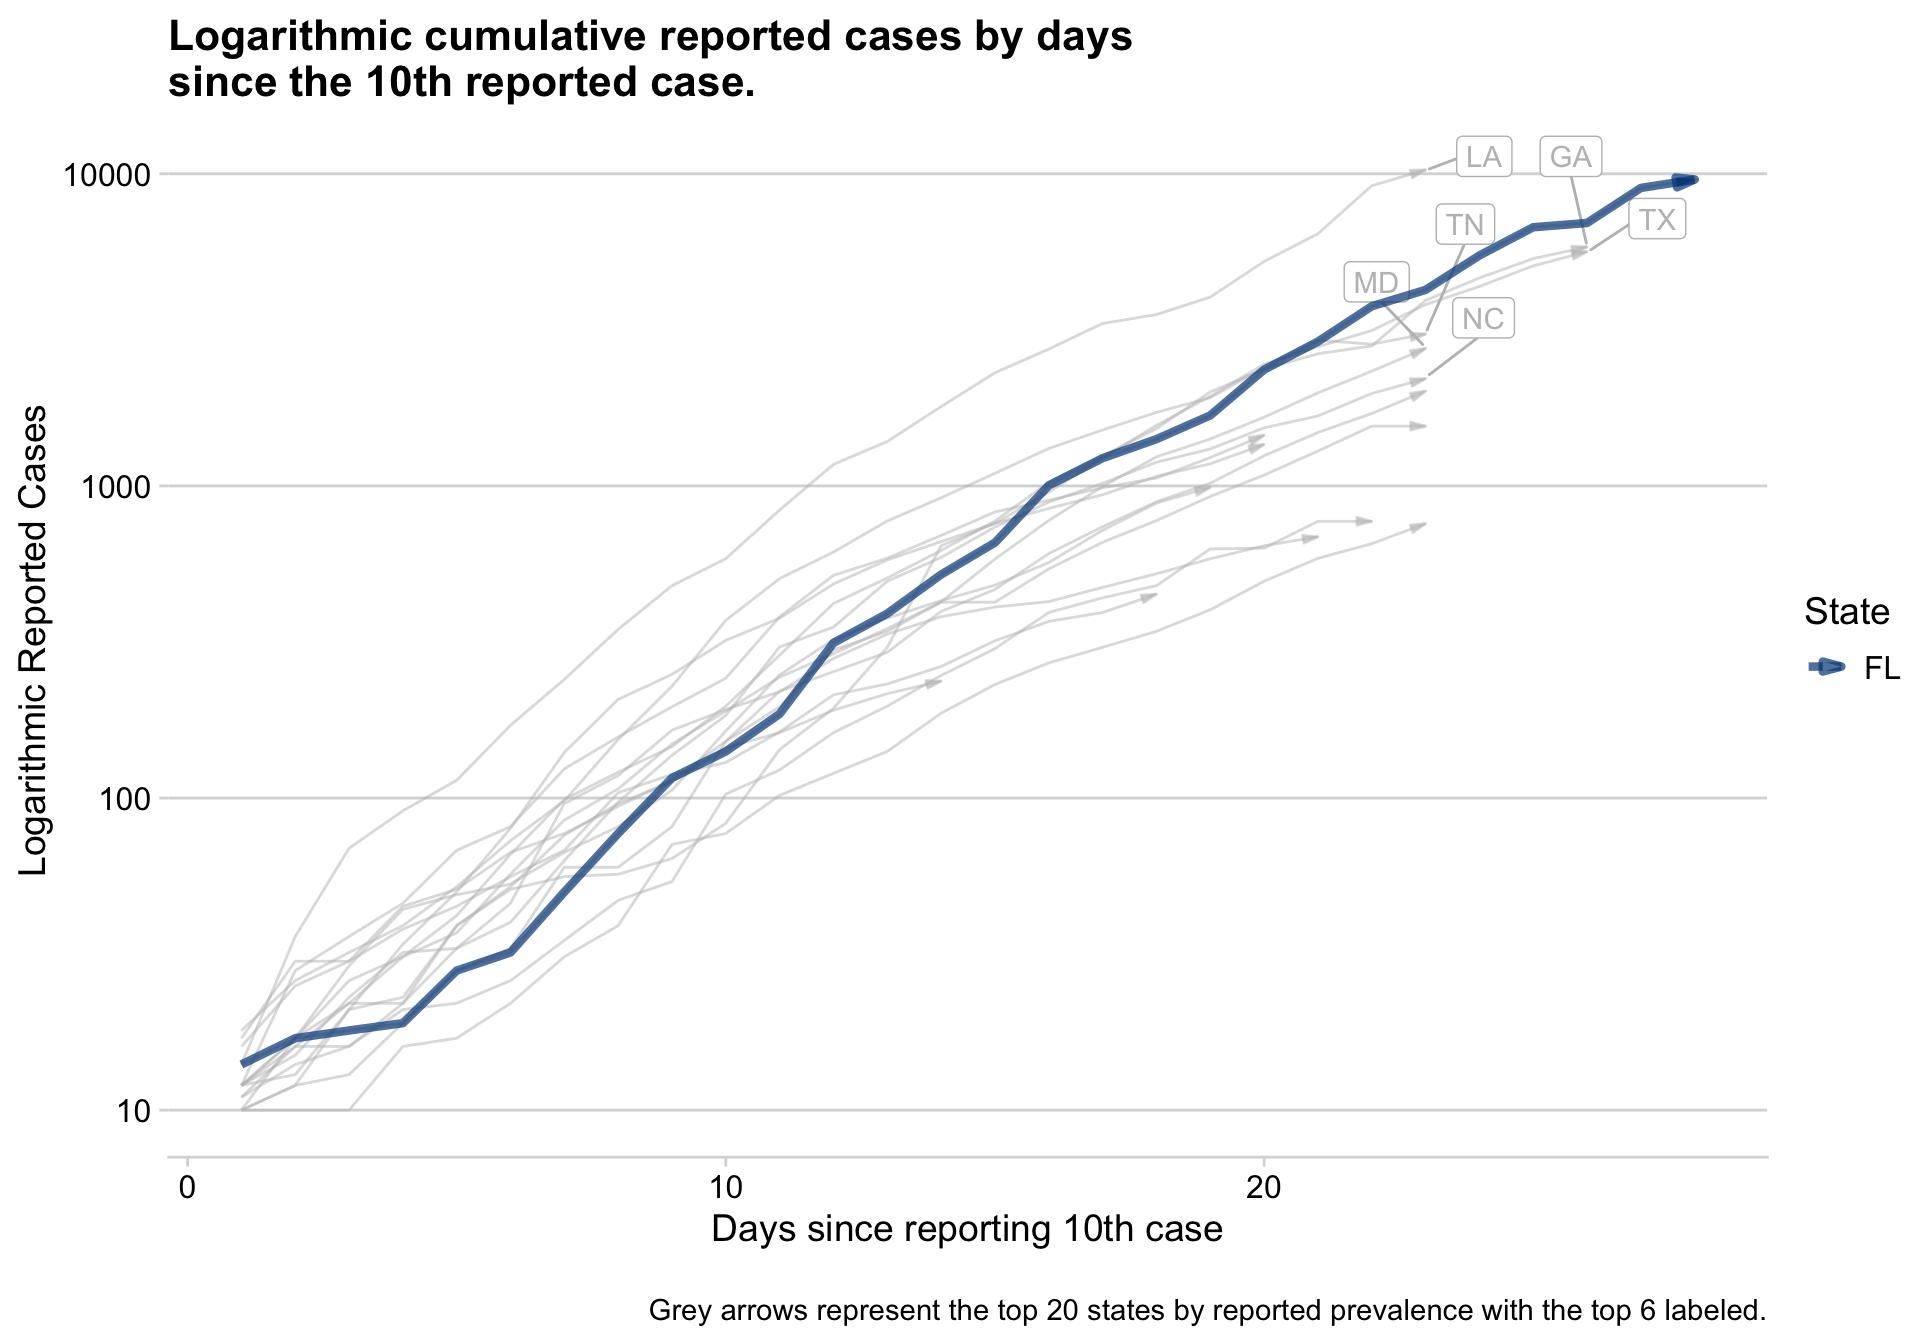 Logarithmic cumulative reported cases by days
since the 10th reported case.
10000
1000
100
10
Logarithmic Reported Cases
LA
GA
TN
TX
MD
NC
State
FL
0
10
20
Days since reporting 10th case
Grey arrows represent the top 20 states by reported prevalence with the top 6 labeled.